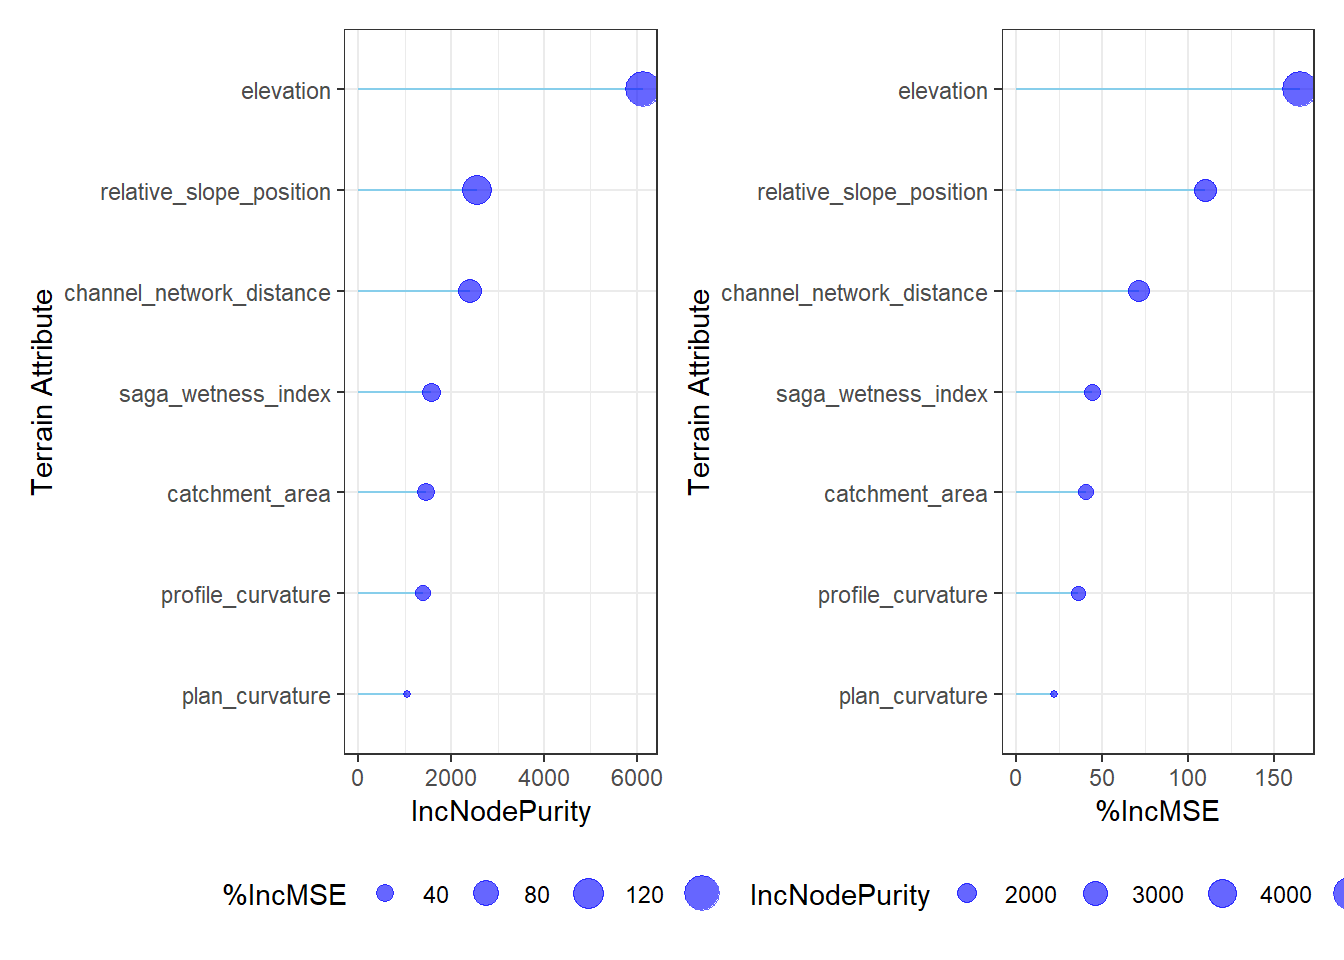 elevation
relative_slope_position
channel_network_distance
saga_wetness_index
catchment_area
profile_curvature
plan_curvature
Terrain Attribute
0 2000 4000 6000
IncNodePurity
elevation
relative_slope_position
channel_network_distance
saga_wetness_index
catchment_area
profile_curvature
plan_curvature
Terrain Attribute
0 50 100 150
%IncMSE
%IncMSE 40 80 120 IncNodePurity 2000 3000 4000